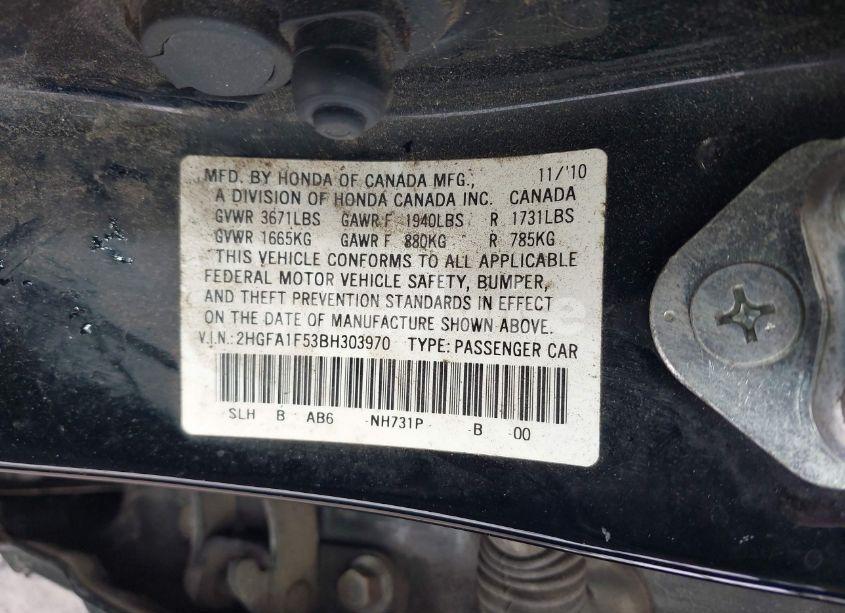 MFD. BY HONDA OF CANADA MFG., 11/'10
A DIVISION OF HONDA CANADA INC. CANADA
GVWR 3671LBS GAWR F 1940LBS R 1731LBS
GVWR 1665KG GAWR F 880KG R 785KG
THIS VEHICLE CONFORMS TO ALL APPLICABLE
FEDERAL MOTOR VEHICLE SAFETY, BUMPER,
AND THEFT PREVENTION STANDARDS IN EFFECT
ON THE DATE OF MANUFACTURE SHOWN ABOVE.
V.I.N.: 2HGFA1F53BH303970 TYPE: PASSENGER CAR
SLH B AB6 -NH731P- -B -00